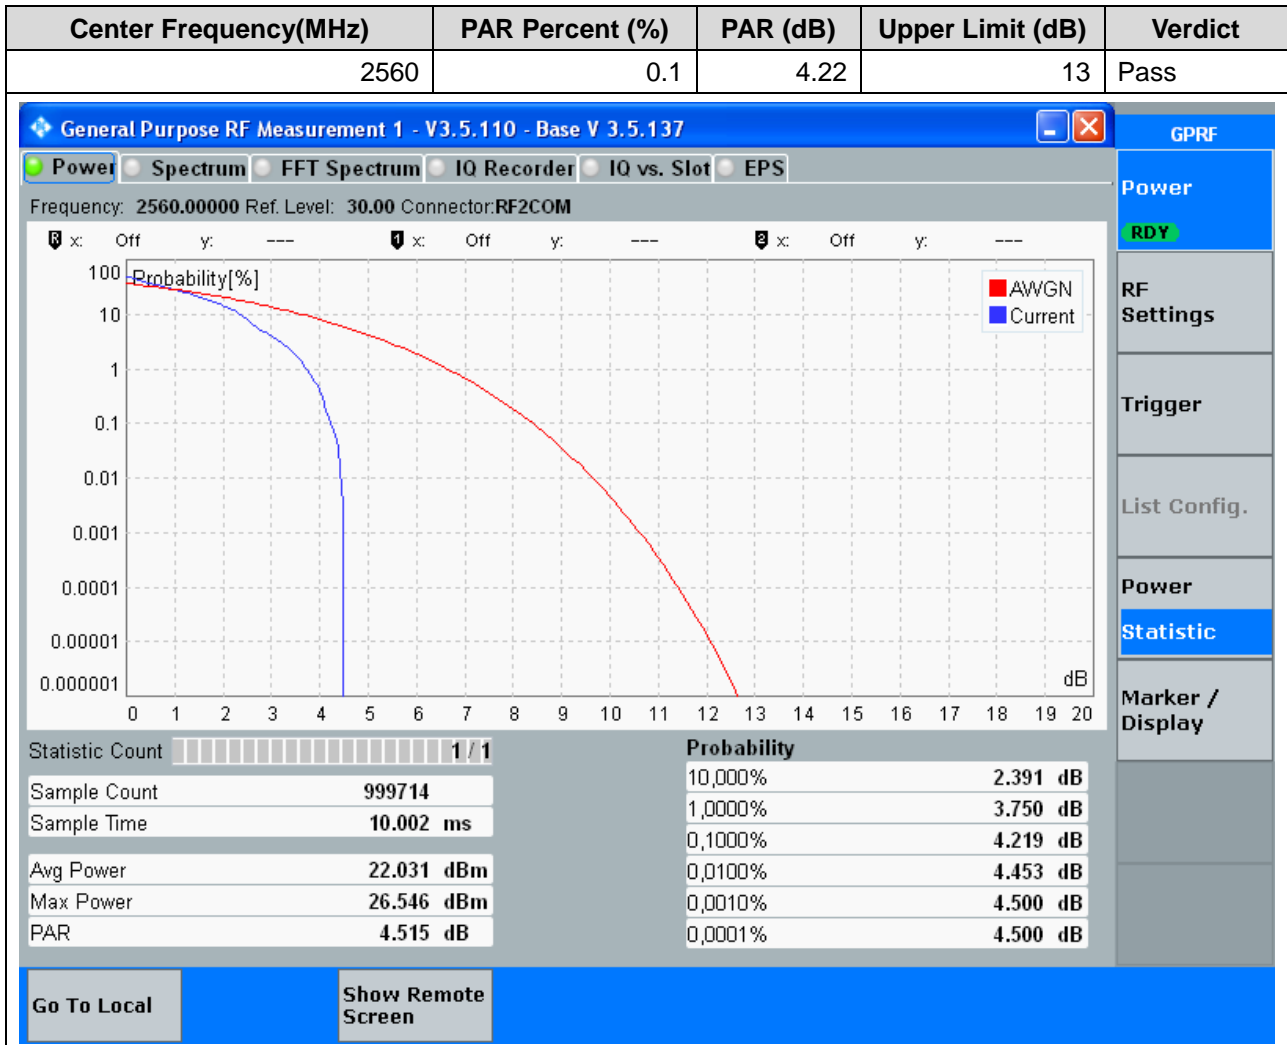 Center Frequency(MHz) PAR Percent (%) PAR (dB) Upper Limit (dB) Verdict
2560 0.1 4.22 13 Pass
General Purpose RF Measurement 1 - V3.5.110 - Base V 3.5.137
GPRF
Power Spectrum FFT Spectrum IQ Recorder IQ vs. Slot EPS
Power
RDY
Frequency: 2560.00000 Ref. Level: 30.00 Connector:RF2COM
R x: Off y: --- 1 x: Off y: --- 2 x: Off y: ---
Probability[%]
AWGN
Current
100
10
1
0.1
0.01
0.001
0.0001
0.00001
0.000001
dB
0 1 2 3 4 5 6 7 8 9 10 11 12 13 14 15 16 17 18 19 20
RF
Settings
Trigger
List Config.
Power
Statistic
Marker /
Display
Statistic Count 1 / 1
Sample Count 999714
Sample Time 10.002 ms
Avg Power 22.031 dBm
Max Power 26.546 dBm
PAR 4.515 dB
Probability
10,000% 2.391 dB
1,0000% 3.750 dB
0,1000% 4.219 dB
0,0100% 4.453 dB
0,0010% 4.500 dB
0,0001% 4.500 dB
Go To Local
Show Remote
Screen